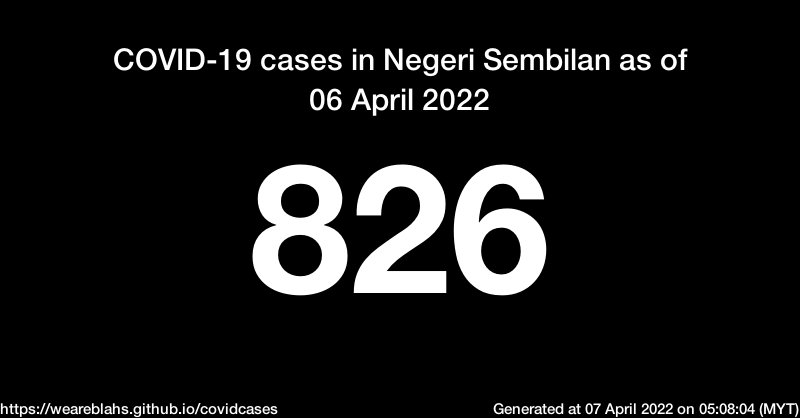 COVID-19 cases in Negeri Sembilan as of
06 April 2022
826
https://weareblahs.github.io/covidcases
Generated at 07 April 2022 on 05:08:04 (MYT)